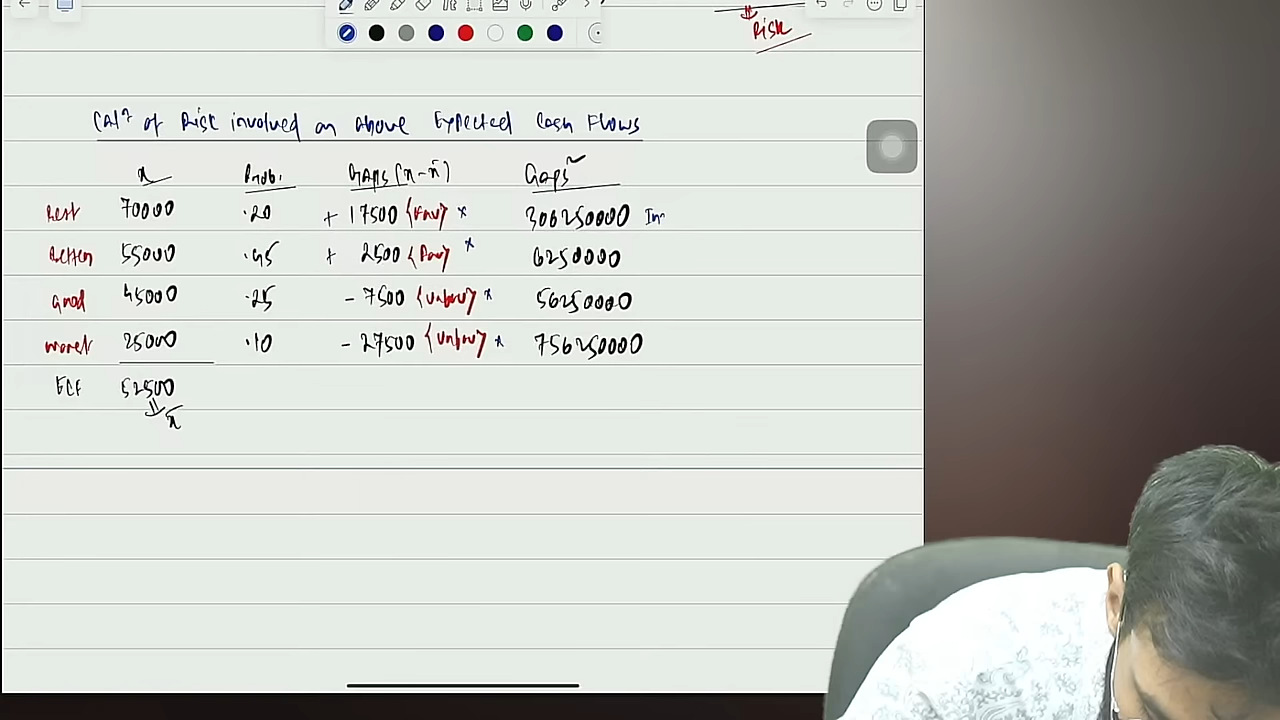 Risk
Cal? of Risk involved on above Expected Cash Flows
x Prob. Gaps (x-x̄) Gaps²
Best 70000 .20 + 17500 {Fav} x 306250000 Im
Better 55000 .45 + 2500 {Fav} x 6250000
Good 45000 .25 - 7500 {Unfav} x 56250000
Worst 25000 .10 - 27500 {Unfav} x 756250000
ECF 52500
x̄